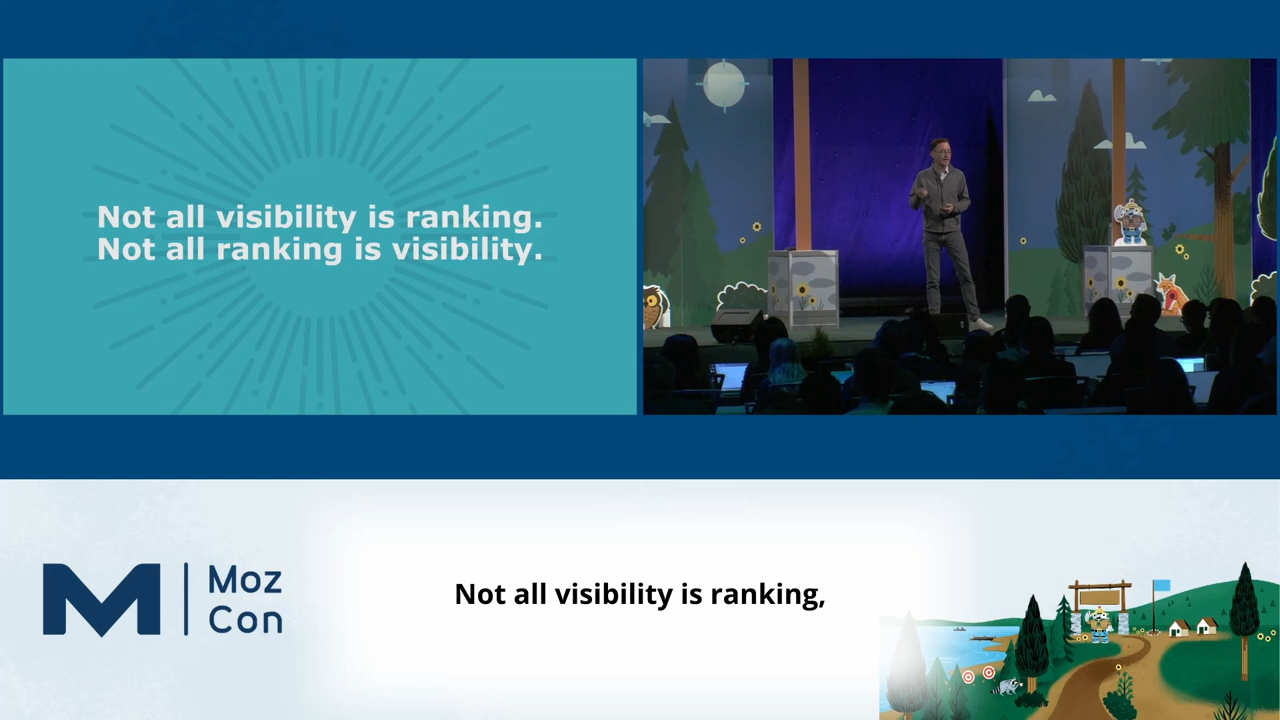 Not all visibility is ranking.
Not all ranking is visibility.
Moz
Con
Not all visibility is ranking,